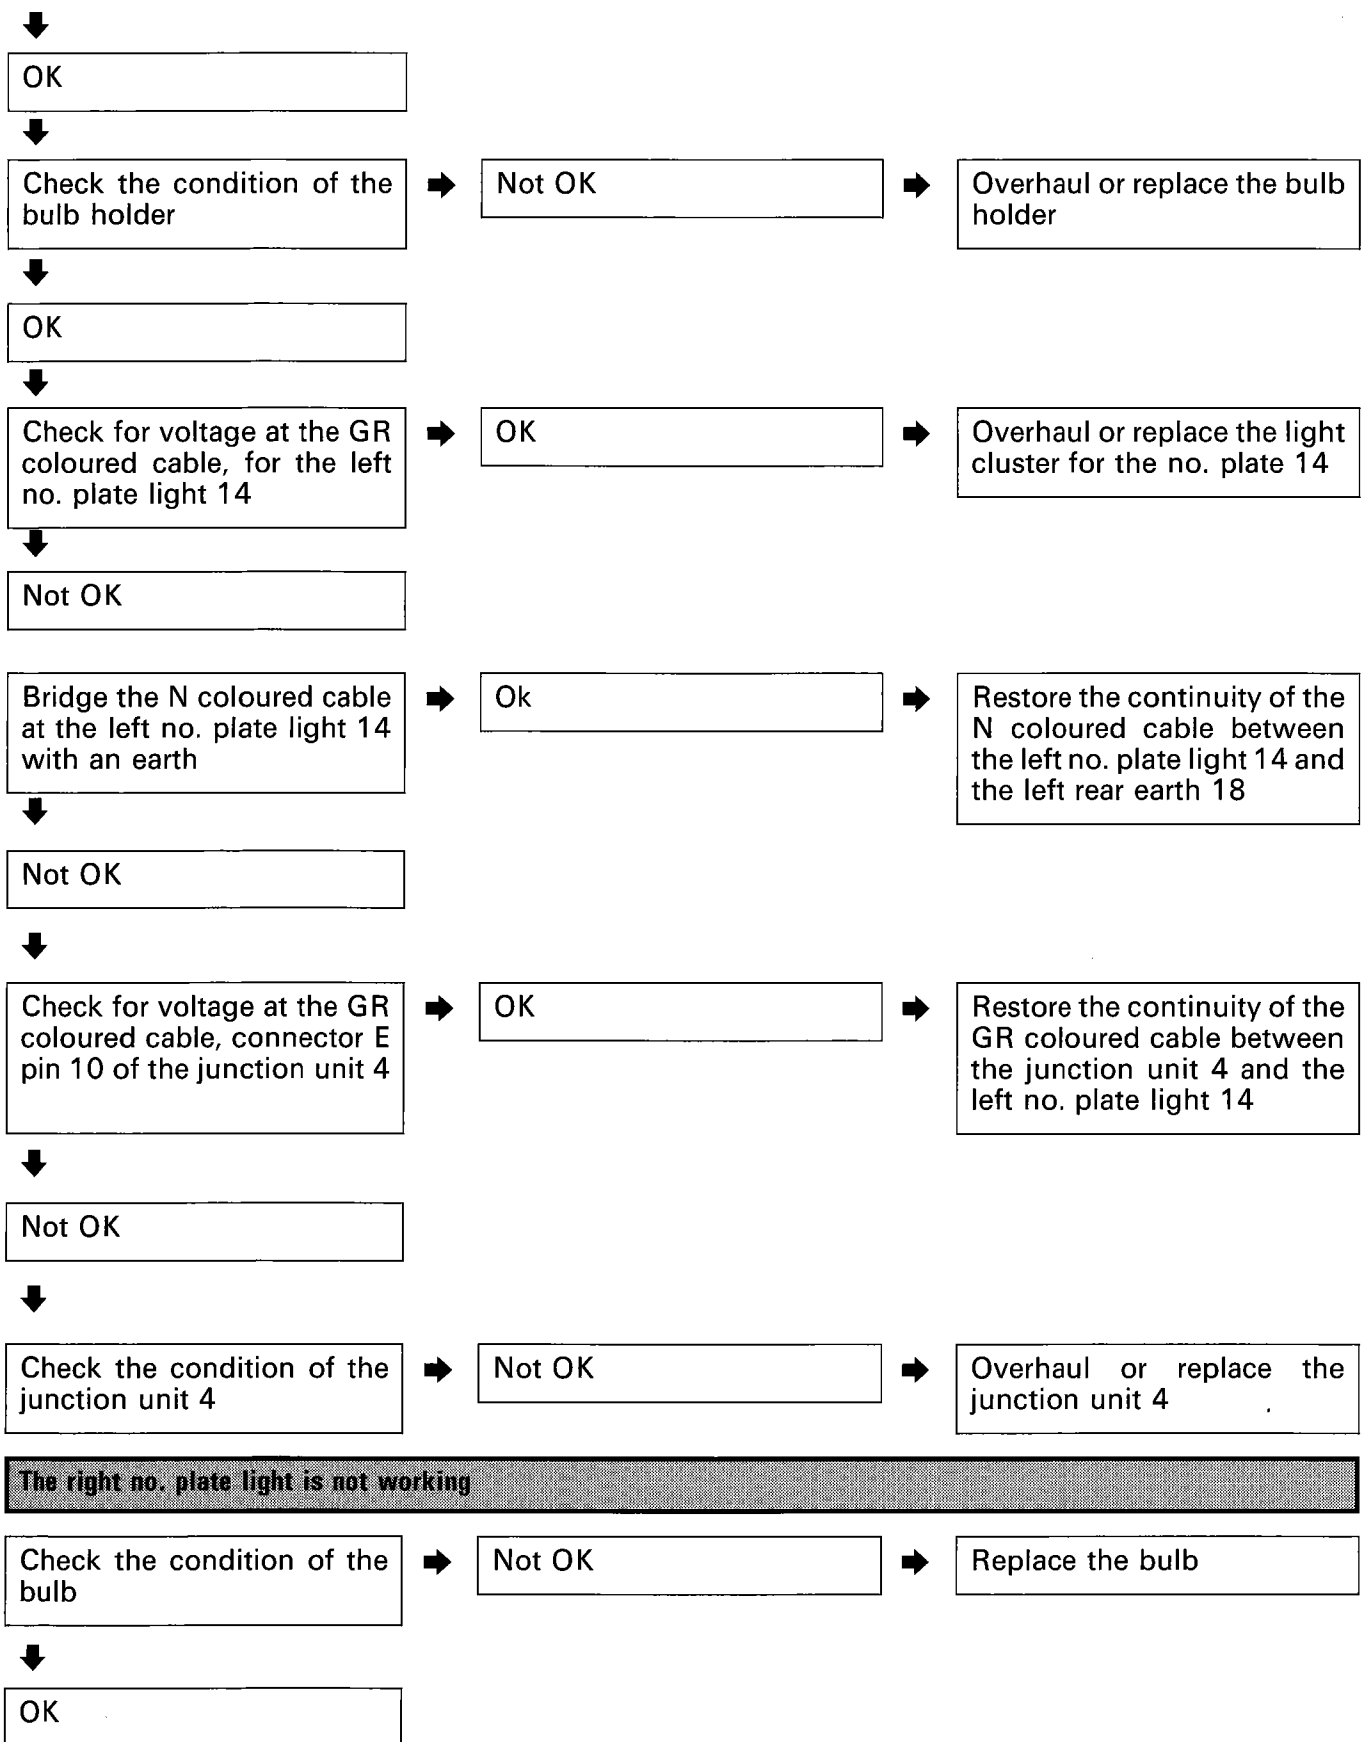 OK
Check the condition of the
bulb holder
Not OK
Overhaul or replace the bulb
holder
OK
Check for voltage at the GR
coloured cable, for the left
no. plate light 14
OK
Overhaul or replace the light
cluster for the no. plate 14
Not OK
Bridge the N coloured cable
at the left no. plate light 14
with an earth
Ok
Restore the continuity of the
N coloured cable between
the left no. plate light 14 and
the left rear earth 18
Not OK
Check for voltage at the GR
coloured cable, connector E
pin 10 of the junction unit 4
OK
Restore the continuity of the
GR coloured cable between
the junction unit 4 and the
left no. plate light 14
Not OK
Check the condition of the
junction unit 4
Not OK
Overhaul or replace the
junction unit 4
The right no. plate light is not working
Check the condition of the
bulb
Not OK
Replace the bulb
OK